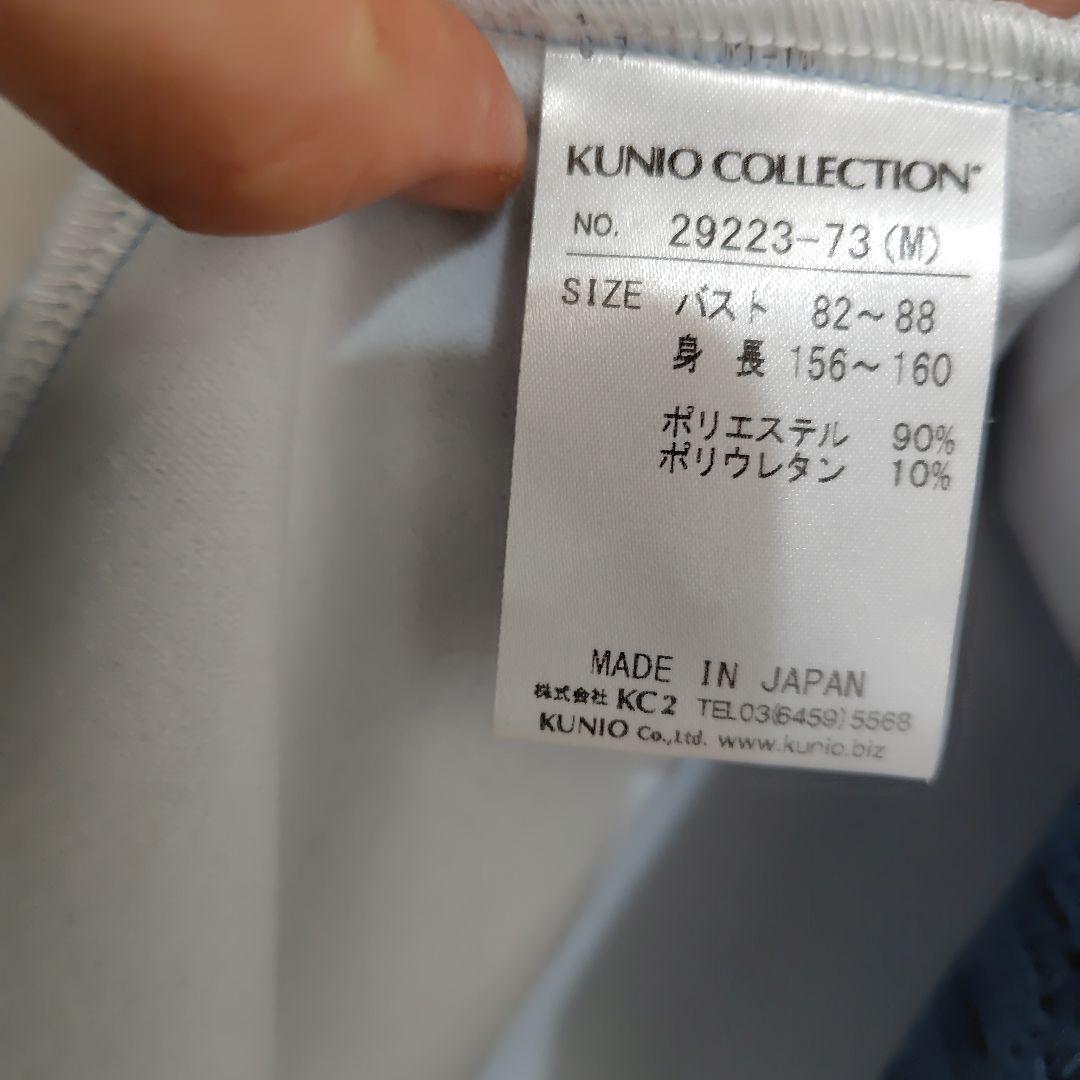 KUNIO COLLECTION
NO. 29223-73(M)
SIZE バスト 82~88
身長 156~160
ポリエステル 90%
ポリウレタン 10%
MADE IN JAPAN
株式会社 KC2 TEL03(6459)5568
KUNIO Co.,Ltd. www.kunio.biz